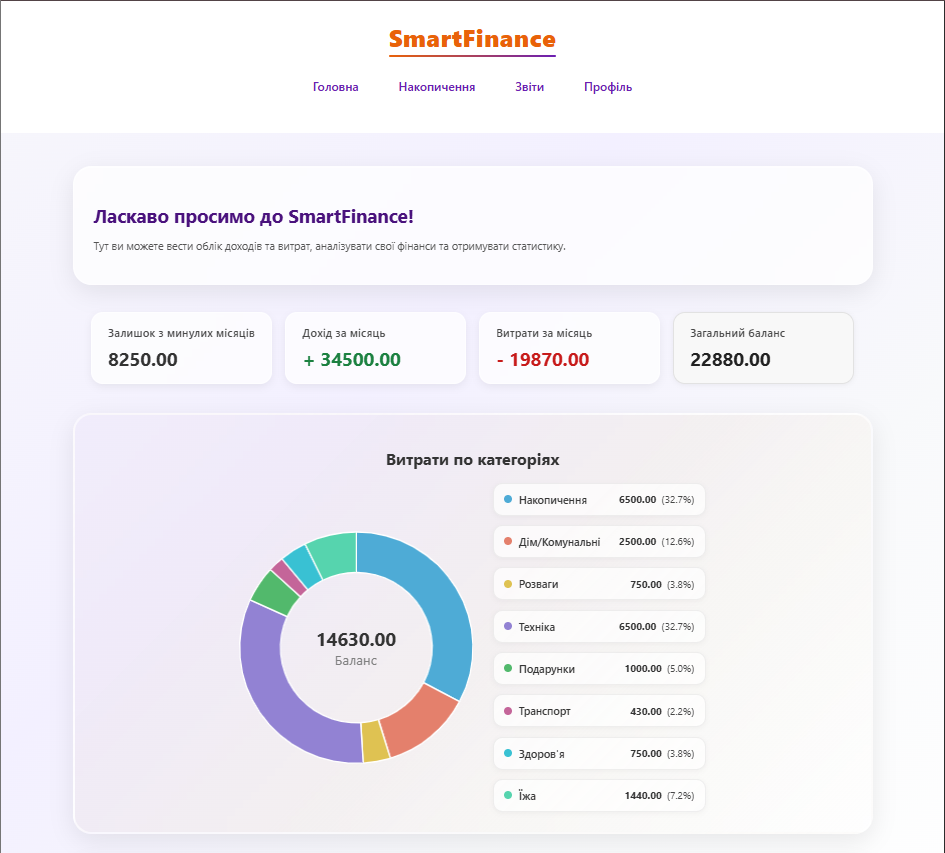 SmartFinance
Головна Накопичення Звіти Профіль
Ласкаво просимо до SmartFinance!
Тут ви можете вести облік доходів та витрат, аналізувати свої фінанси та отримувати статистику.
Залишок з минулих місяців
8250.00
Дохід за місяць
+ 34500.00
Витрати за місяць
- 19870.00
Загальний баланс
22880.00
Витрати по категоріях
14630.00
Баланс
Накопичення 6500.00 (32.7%)
Дім/Комунальні 2500.00 (12.6%)
Розваги 750.00 (3.8%)
Техніка 6500.00 (32.7%)
Подарунки 1000.00 (5.0%)
Транспорт 430.00 (2.2%)
Здоров'я 750.00 (3.8%)
Їжа 1440.00 (7.2%)